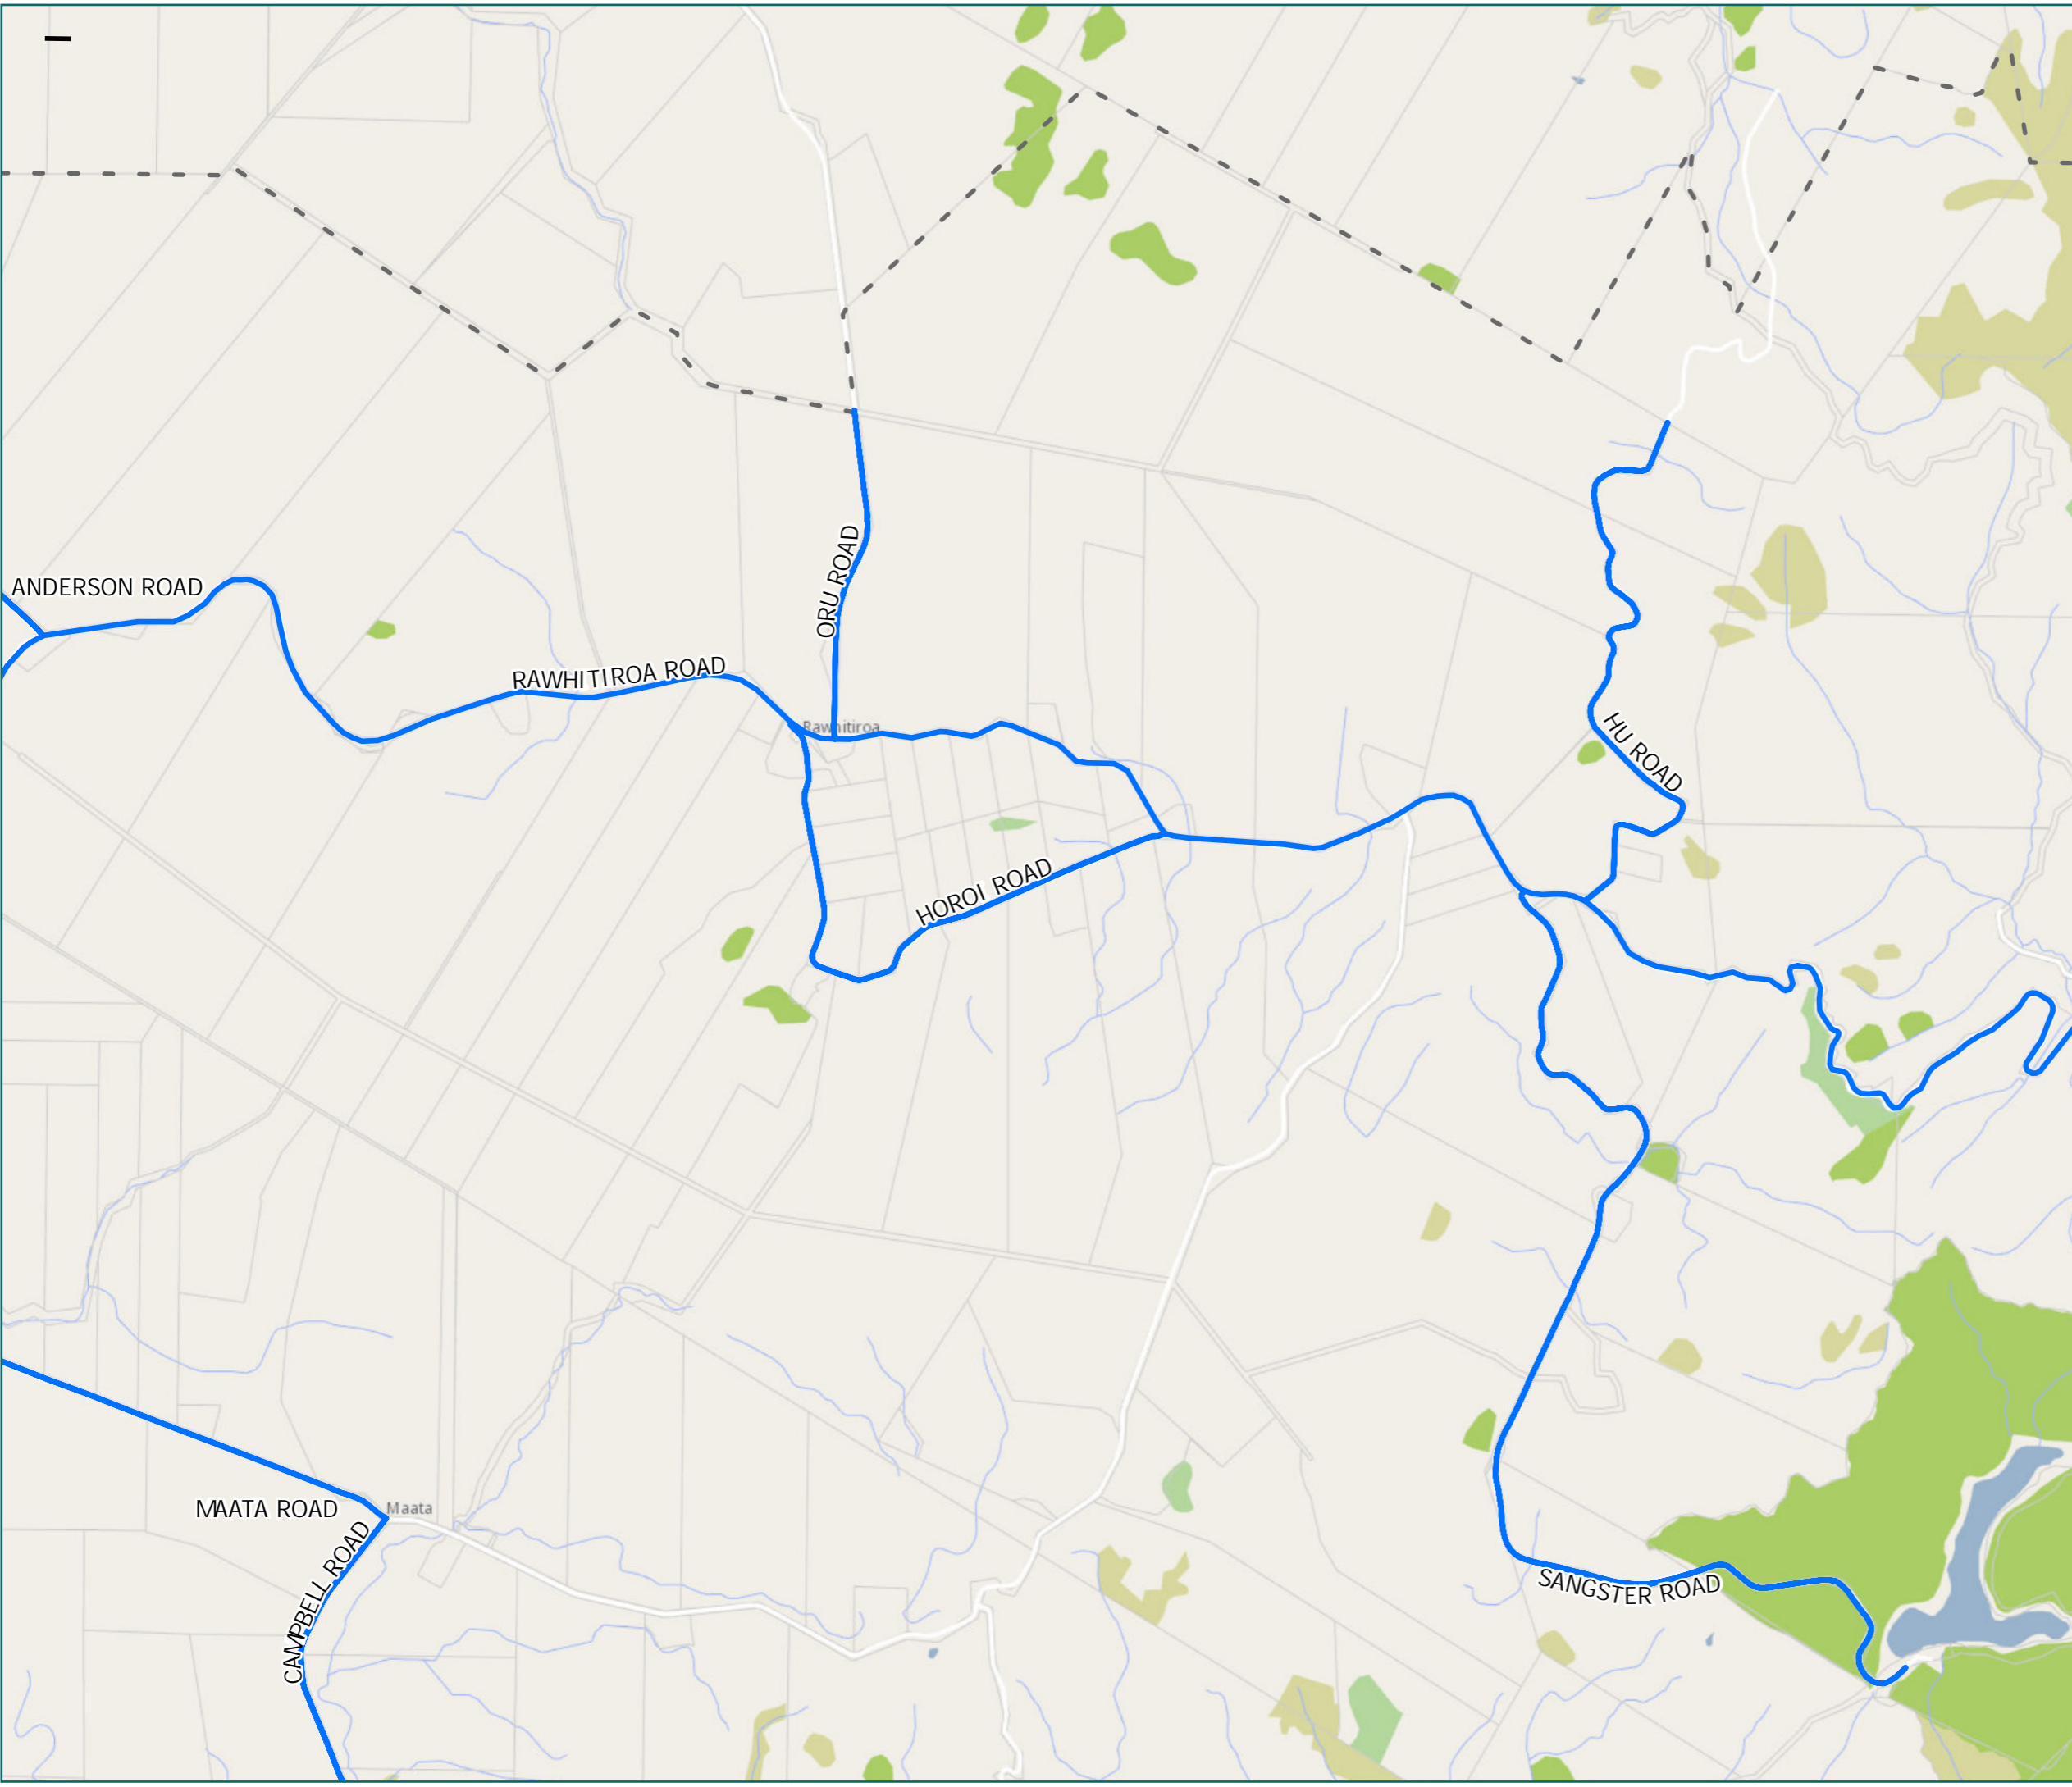 ANDERSON ROAD
ORU ROAD
RAWHITIROA ROAD
Rawhitiroa
HU ROAD
HOROI ROAD
MAATA ROAD
Maata
CAMPBELL ROAD
SANGSTER ROAD